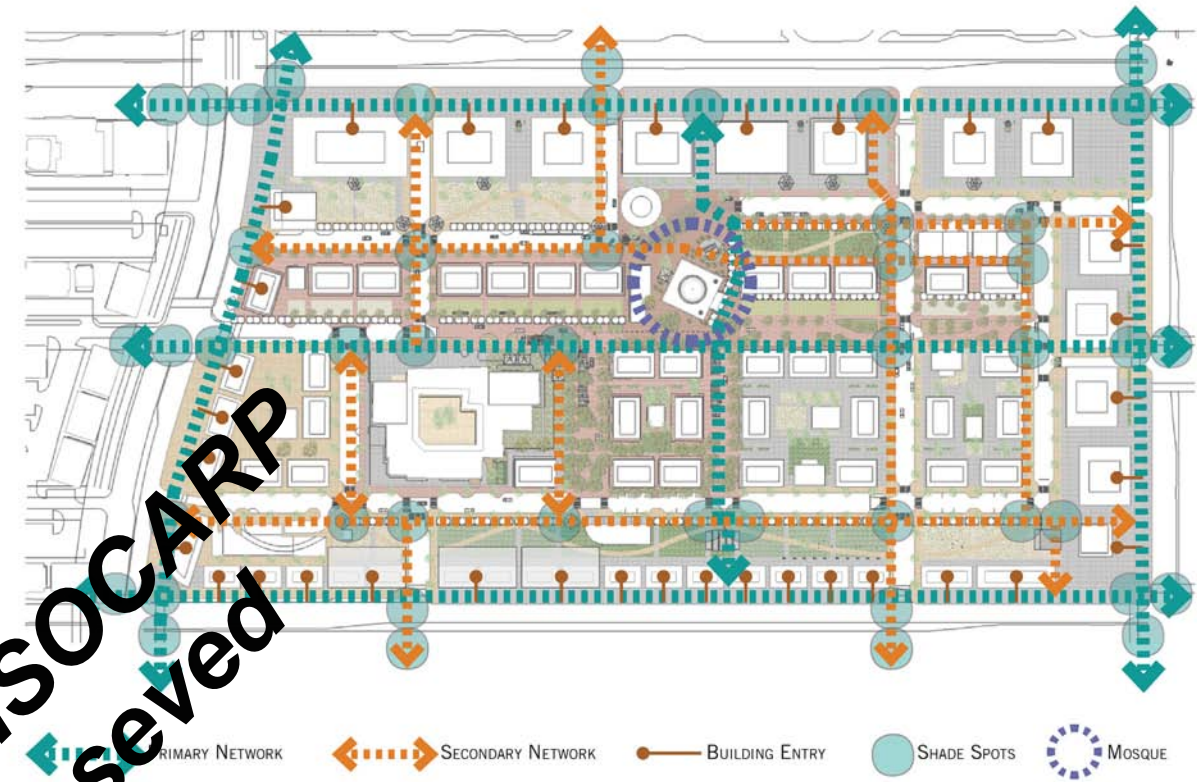 SOCARP
seved
PRIMARY NETWORK
SECONDARY NETWORK
BUILDING ENTRY
SHADE SPOTS
MOSQUE